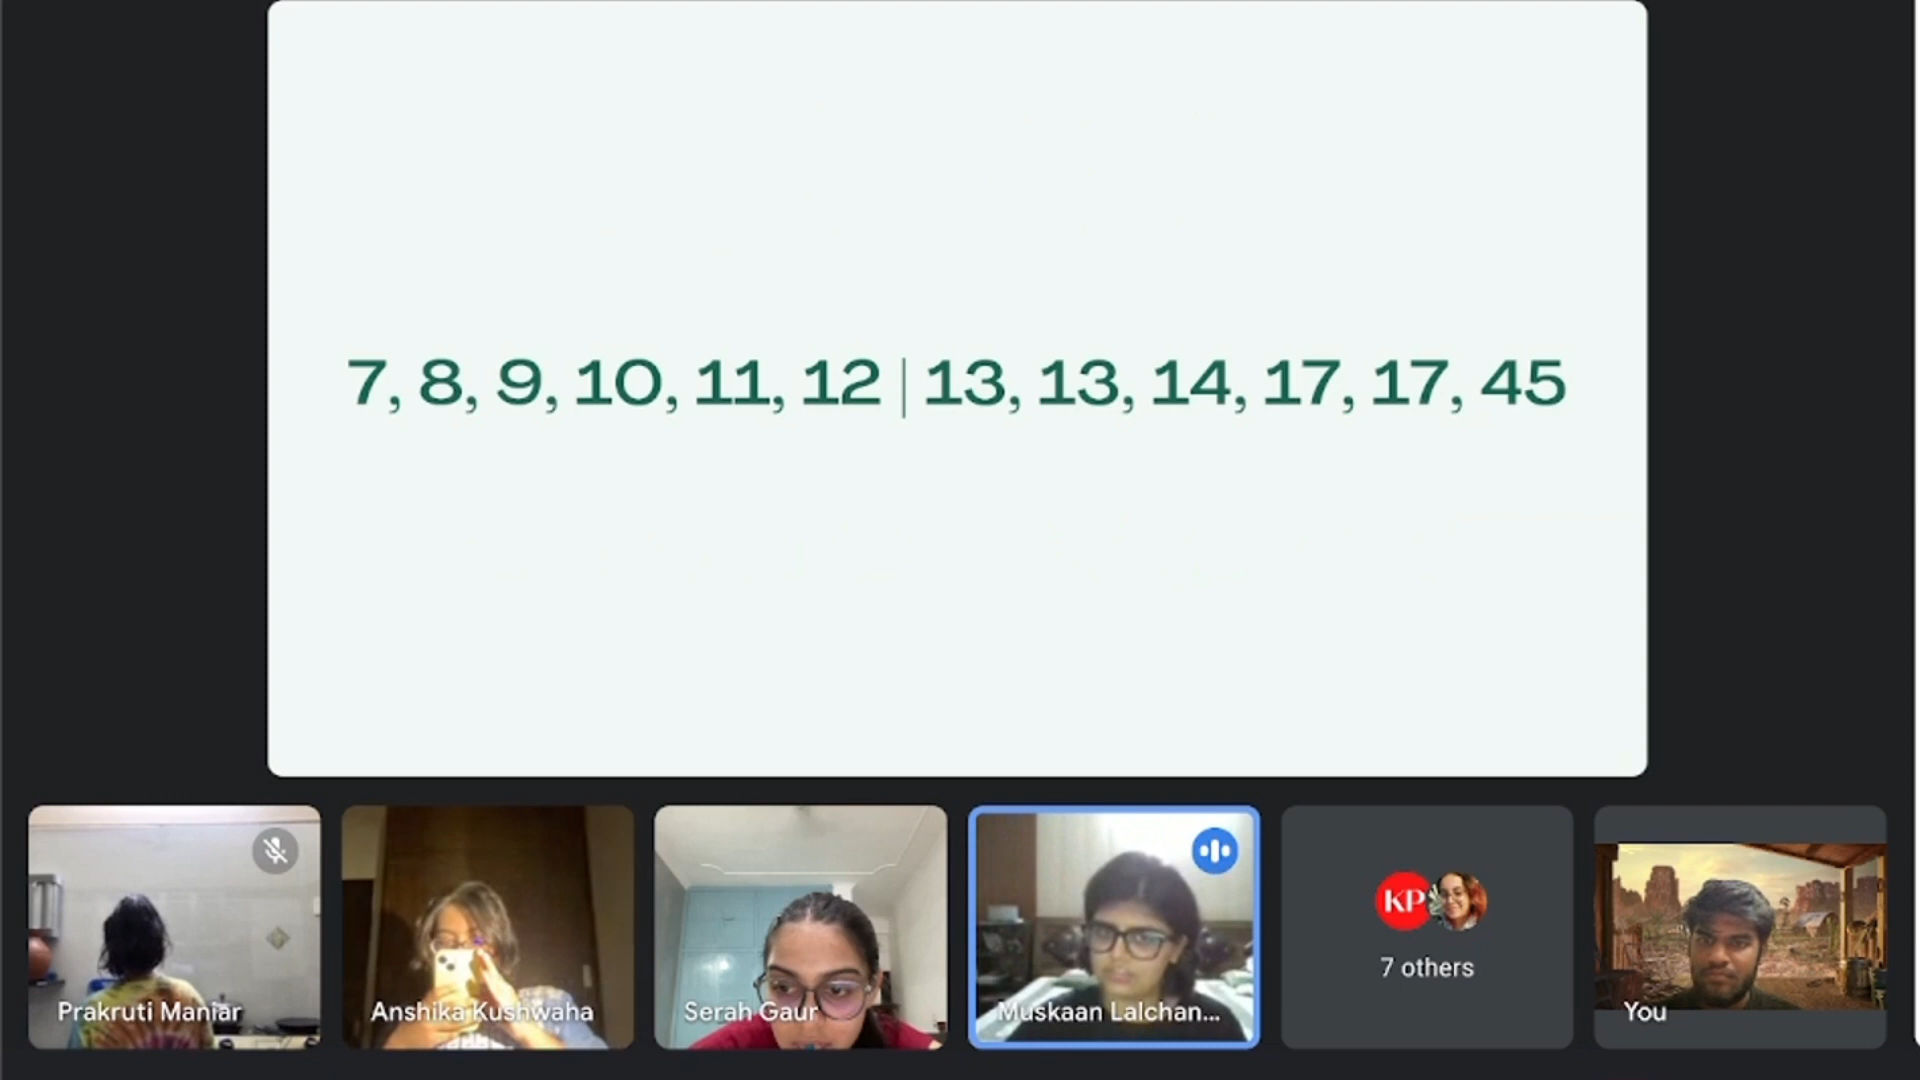 7, 8, 9, 10, 11, 12 | 13, 13, 14, 17, 17, 45
Prakruti Maniar
Anshika Kushwaha
Serah Gaur
Muskaan Lalchan...
KP
7 others
You